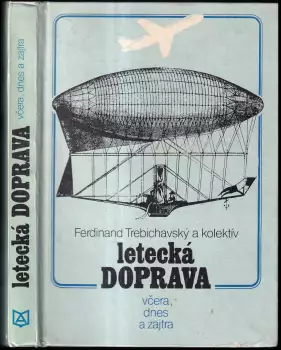 letecká DOPRAVA včera, dnes a zajtra
Ferdinand Trebichavský a kolektív
letecká
DOPRAVA
včera,
dnes
a zajtra